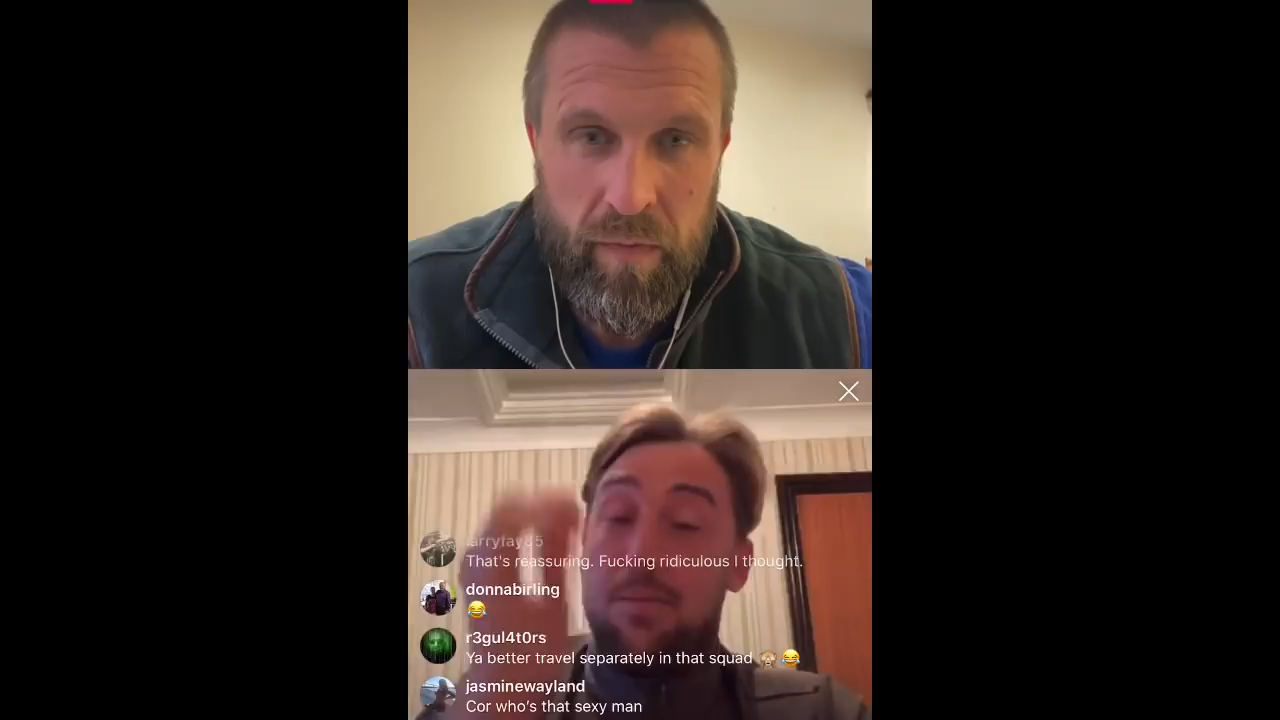 That's reassuring. Fucking ridiculous I thought.
donnabirling
😂
r3gul4t0rs
Ya better travel separately in that squad 🙈😂
jasminewayland
Cor who's that sexy man